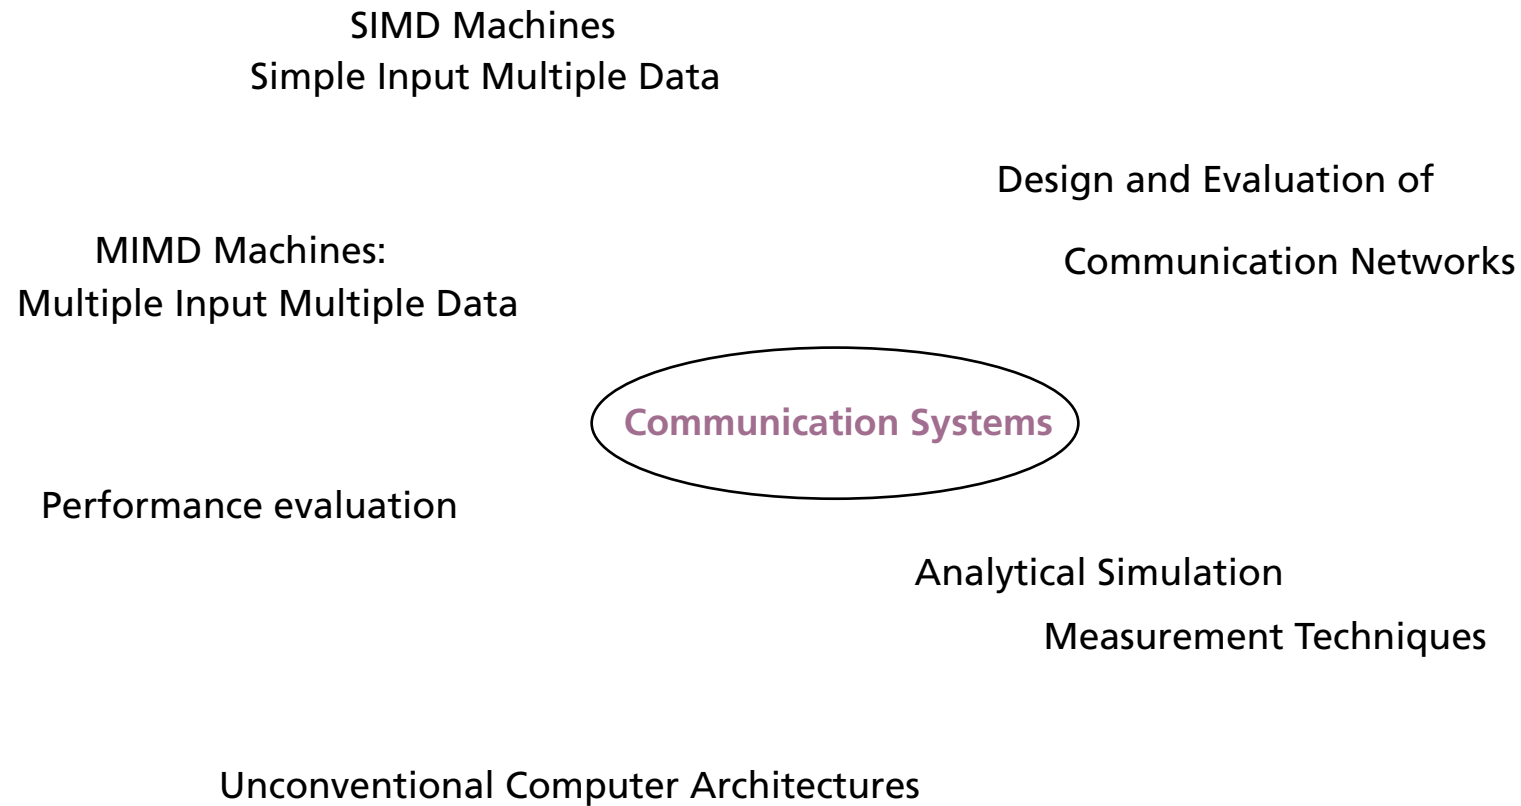 SIMD Machines
Simple Input Multiple Data
Design and Evaluation of
Communication Networks
MIMD Machines:
Multiple Input Multiple Data
Communication Systems
Performance evaluation
Analytical Simulation
Measurement Techniques
Unconventional Computer Architectures